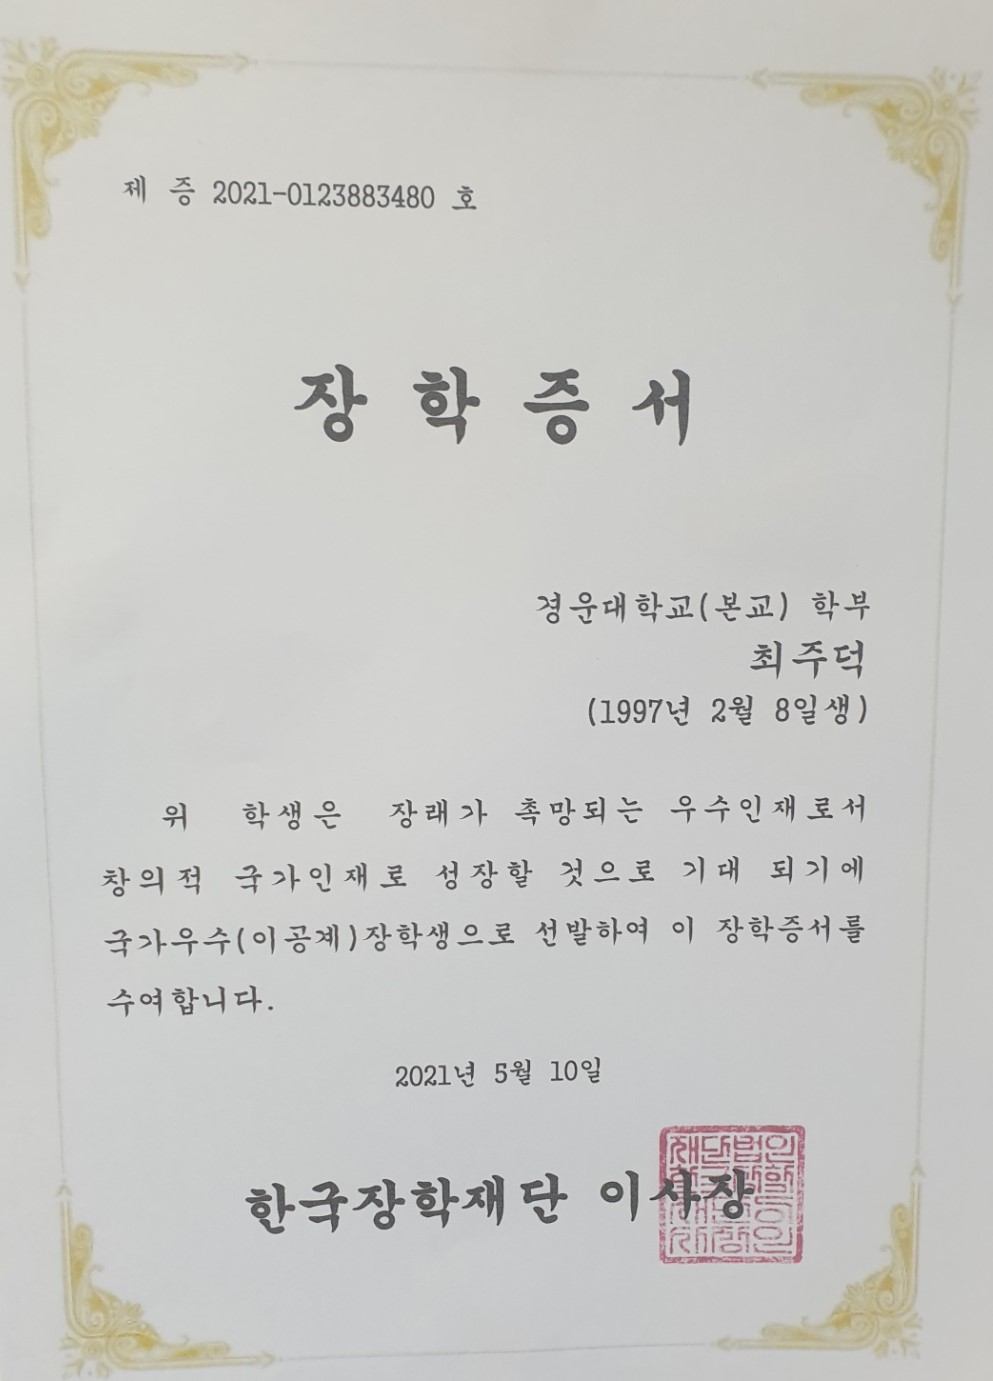 제 증 2021-0123883480 호
장학증서
경운대학교(본교) 학부
최주덕
(1997년 2월 8일생)
위 학생은 장래가 촉망되는 우수인재로서
창의적 국가인재로 성장할 것으로 기대 되기에
국가우수(이공계)장학생으로 선발하여 이 장학증서를
수여합니다.
2021년 5월 10일
한국장학재단 이사장
재단법인